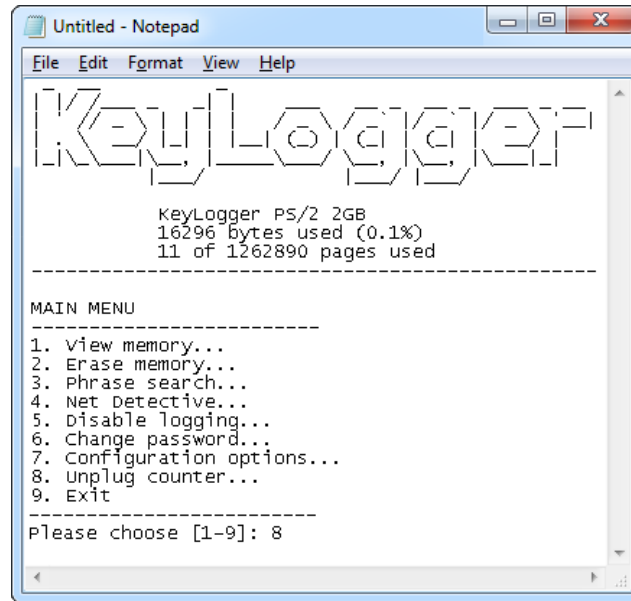 Untitled - Notepad
File Edit Format View Help
KeyLogger
KeyLogger PS/2 2GB
16296 bytes used (0.1%)
11 of 1262890 pages used
--------------------------------------------------
MAIN MENU
-------------------------
1. View memory...
2. Erase memory...
3. Phrase search...
4. Net Detective...
5. Disable logging...
6. Change password...
7. Configuration options...
8. Unplug counter...
9. Exit
-------------------------
Please choose [1-9]: 8